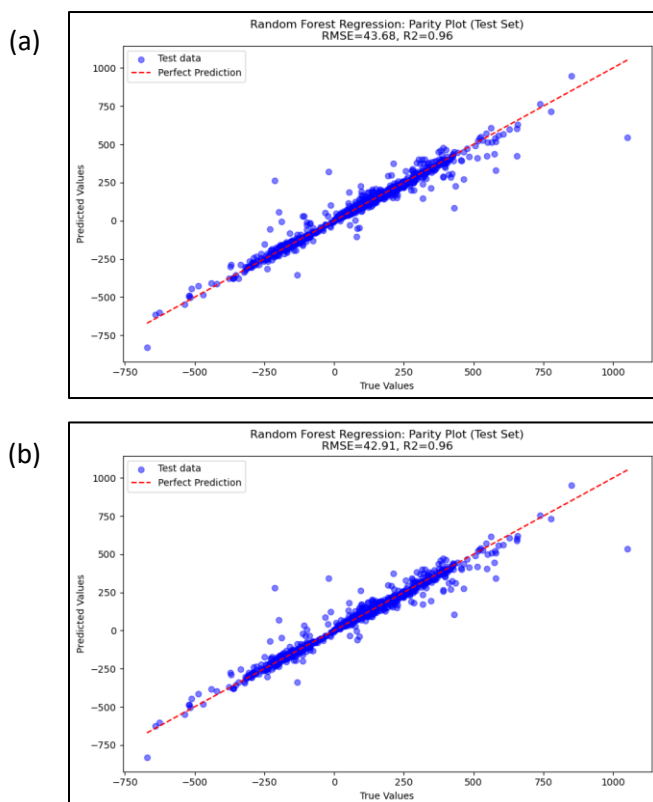 (a)
Random Forest Regression: Parity Plot (Test Set)
RMSE=43.68, R2=0.96
Test data
Perfect Prediction
1000
750
500
250
0
-250
-500
-750
Predicted Values
-750 -500 -250 0 250 500 750 1000
True Values
(b)
Random Forest Regression: Parity Plot (Test Set)
RMSE=42.91, R2=0.96
Test data
Perfect Prediction
1000
750
500
250
0
-250
-500
-750
Predicted Values
-750 -500 -250 0 250 500 750 1000
True Values